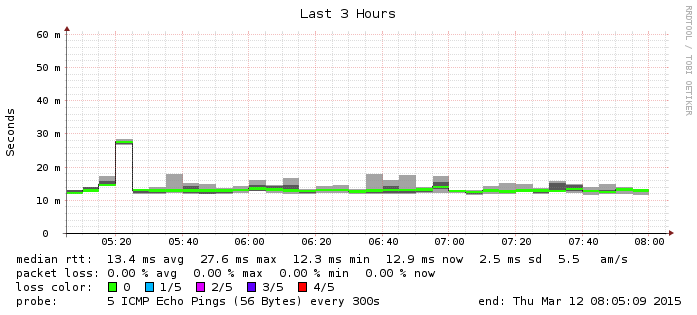 Last 3 Hours
RRDTOOL / TOBI OETIKER
Seconds
60 m
50 m
40 m
30 m
20 m
10 m
0
05:20 05:40 06:00 06:20 06:40 07:00 07:20 07:40 08:00
median rtt: 13.4 ms avg 27.6 ms max 12.3 ms min 12.9 ms now 2.5 ms sd 5.5 am/s
packet loss: 0.00 % avg 0.00 % max 0.00 % min 0.00 % now
loss color: 0 1/5 2/5 3/5 4/5
probe: 5 ICMP Echo Pings (56 Bytes) every 300s end: Thu Mar 12 08:05:09 2015